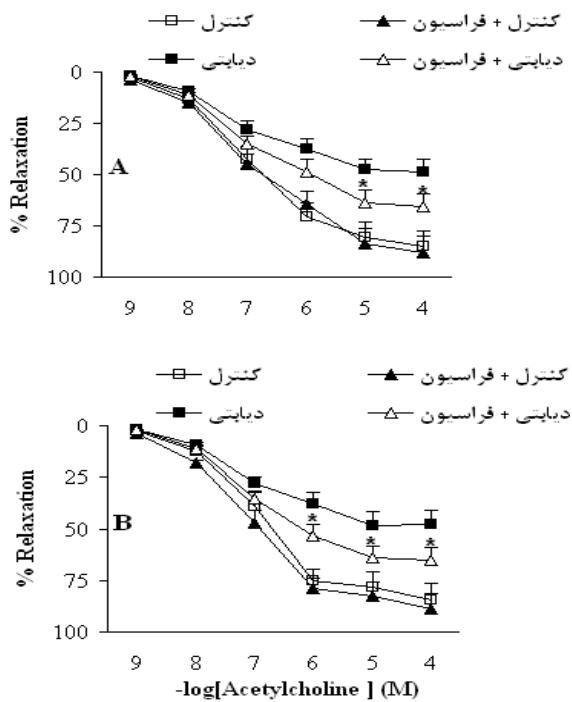 کنترل    فراسیون + کنترل
دیابتی    فراسیون + دیابتی
0
25
50
75
100
% Relaxation
A
* *
9 8 7 6 5 4
کنترل    فراسیون + کنترل
دیابتی    فراسیون + دیابتی
0
25
50
75
100
% Relaxation
B
* * *
9 8 7 6 5 4
-log[Acetylcholine ] (M)